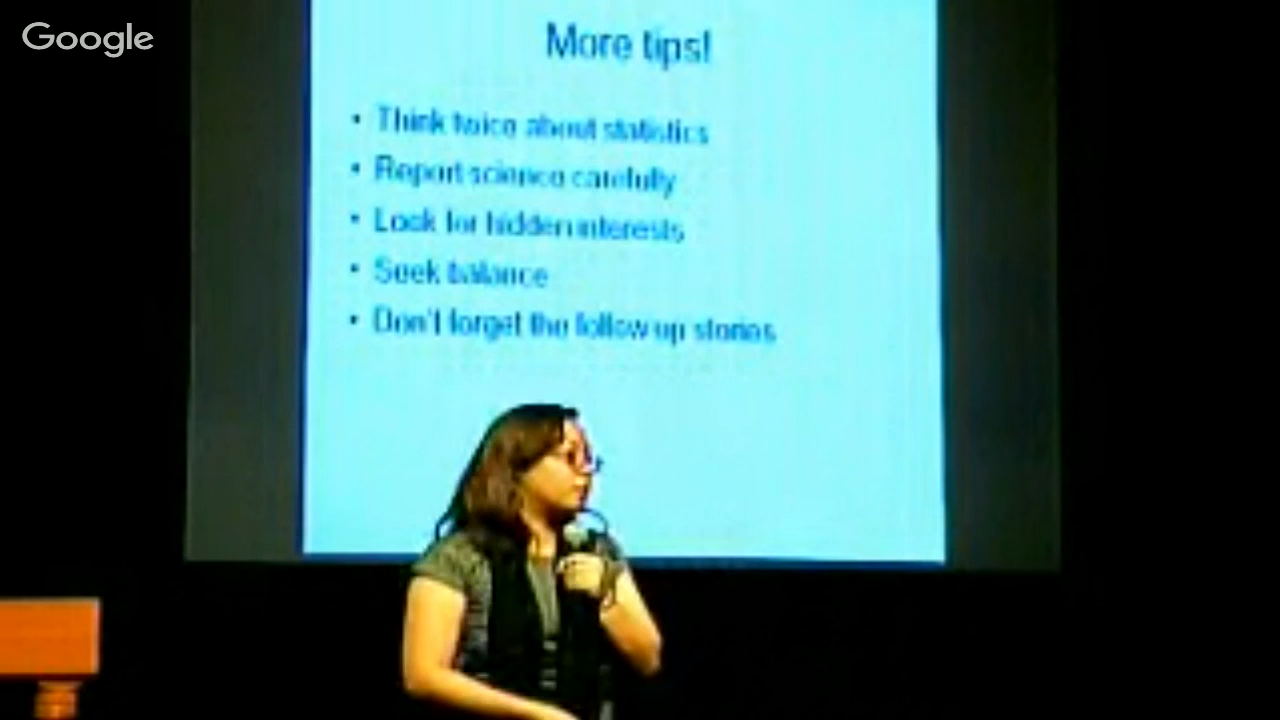 Google
More tips!
• Think twice about statistics
• Report science carefully
• Look for hidden interests
• Seek balance
• Don't forget the follow up stories